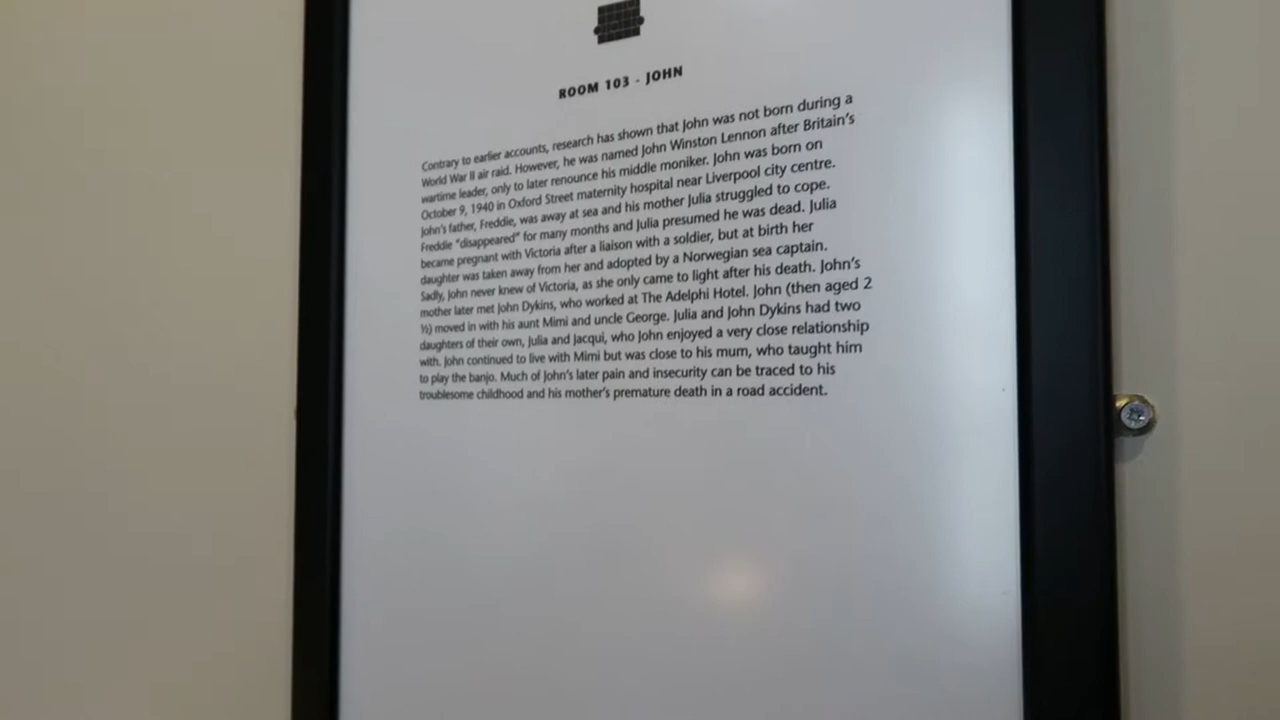 ROOM 103 - JOHN
Contrary to earlier accounts, research has shown that John was not born during a
World War II air raid. However, he was named John Winston Lennon after Britain's
wartime leader, only to later renounce his middle moniker. John was born on
October 9, 1940 in Oxford Street maternity hospital near Liverpool city centre.
John's father, Freddie, was away at sea and his mother Julia struggled to cope.
Freddie "disappeared" for many months and Julia presumed he was dead. Julia
became pregnant with Victoria after a liaison with a soldier, but at birth her
daughter was taken away from her and adopted by a Norwegian sea captain.
Sadly, John never knew of Victoria, as she only came to light after his death. John's
mother later met John Dykins, who worked at The Adelphi Hotel. John (then aged 2
½) moved in with his aunt Mimi and uncle George. Julia and John Dykins had two
daughters of their own, Julia and Jacqui, who John enjoyed a very close relationship
with. John continued to live with Mimi but was close to his mum, who taught him
to play the banjo. Much of John's later pain and insecurity can be traced to his
troublesome childhood and his mother's premature death in a road accident.